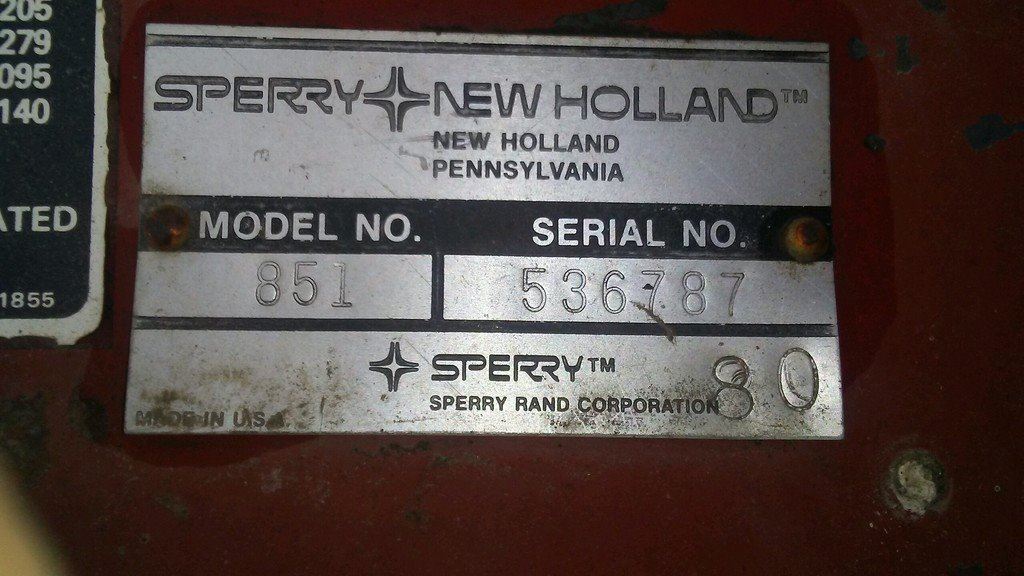 205
279
095
140
ATED
1855
SPERRY NEW HOLLAND™
NEW HOLLAND
PENNSYLVANIA
MODEL NO. SERIAL NO.
851 536787
SPERRY™
SPERRY RAND CORPORATION 80
MADE IN U.S.A.